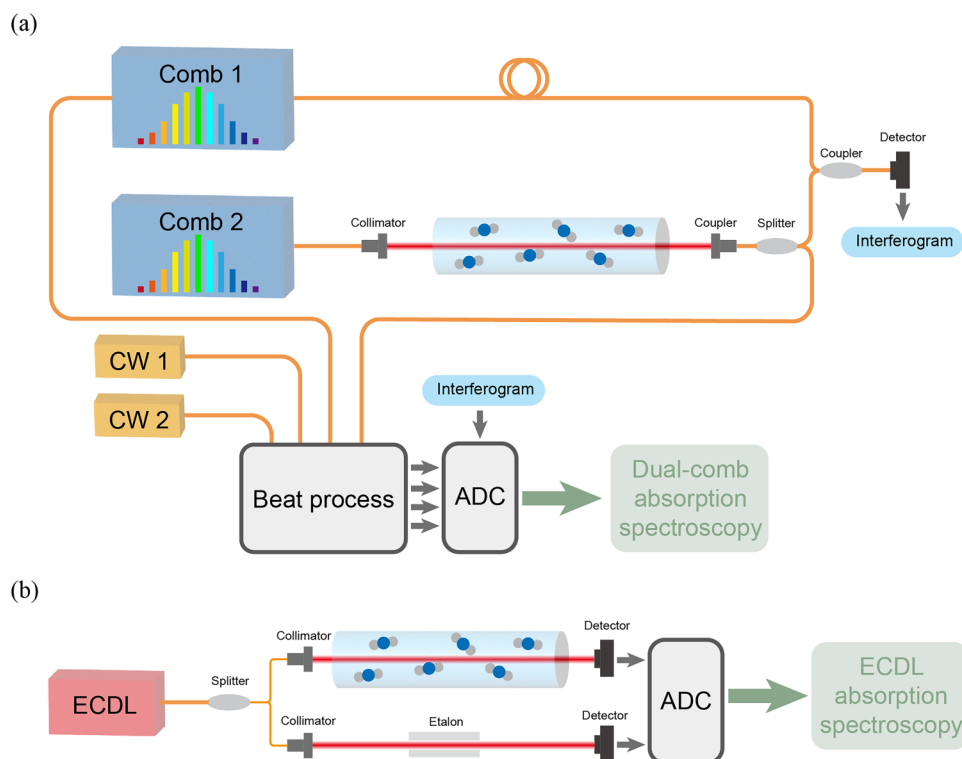 (a)
Comb 1
Detector
Coupler
Comb 2
Collimator
Coupler
Splitter
Interferogram
CW 1
CW 2
Interferogram
Beat process
ADC
Dual-comb
absorption
spectroscopy
(b)
Collimator
Detector
Splitter
ECDL
ADC
ECDL
absorption
spectroscopy
Collimator
Etalon
Detector